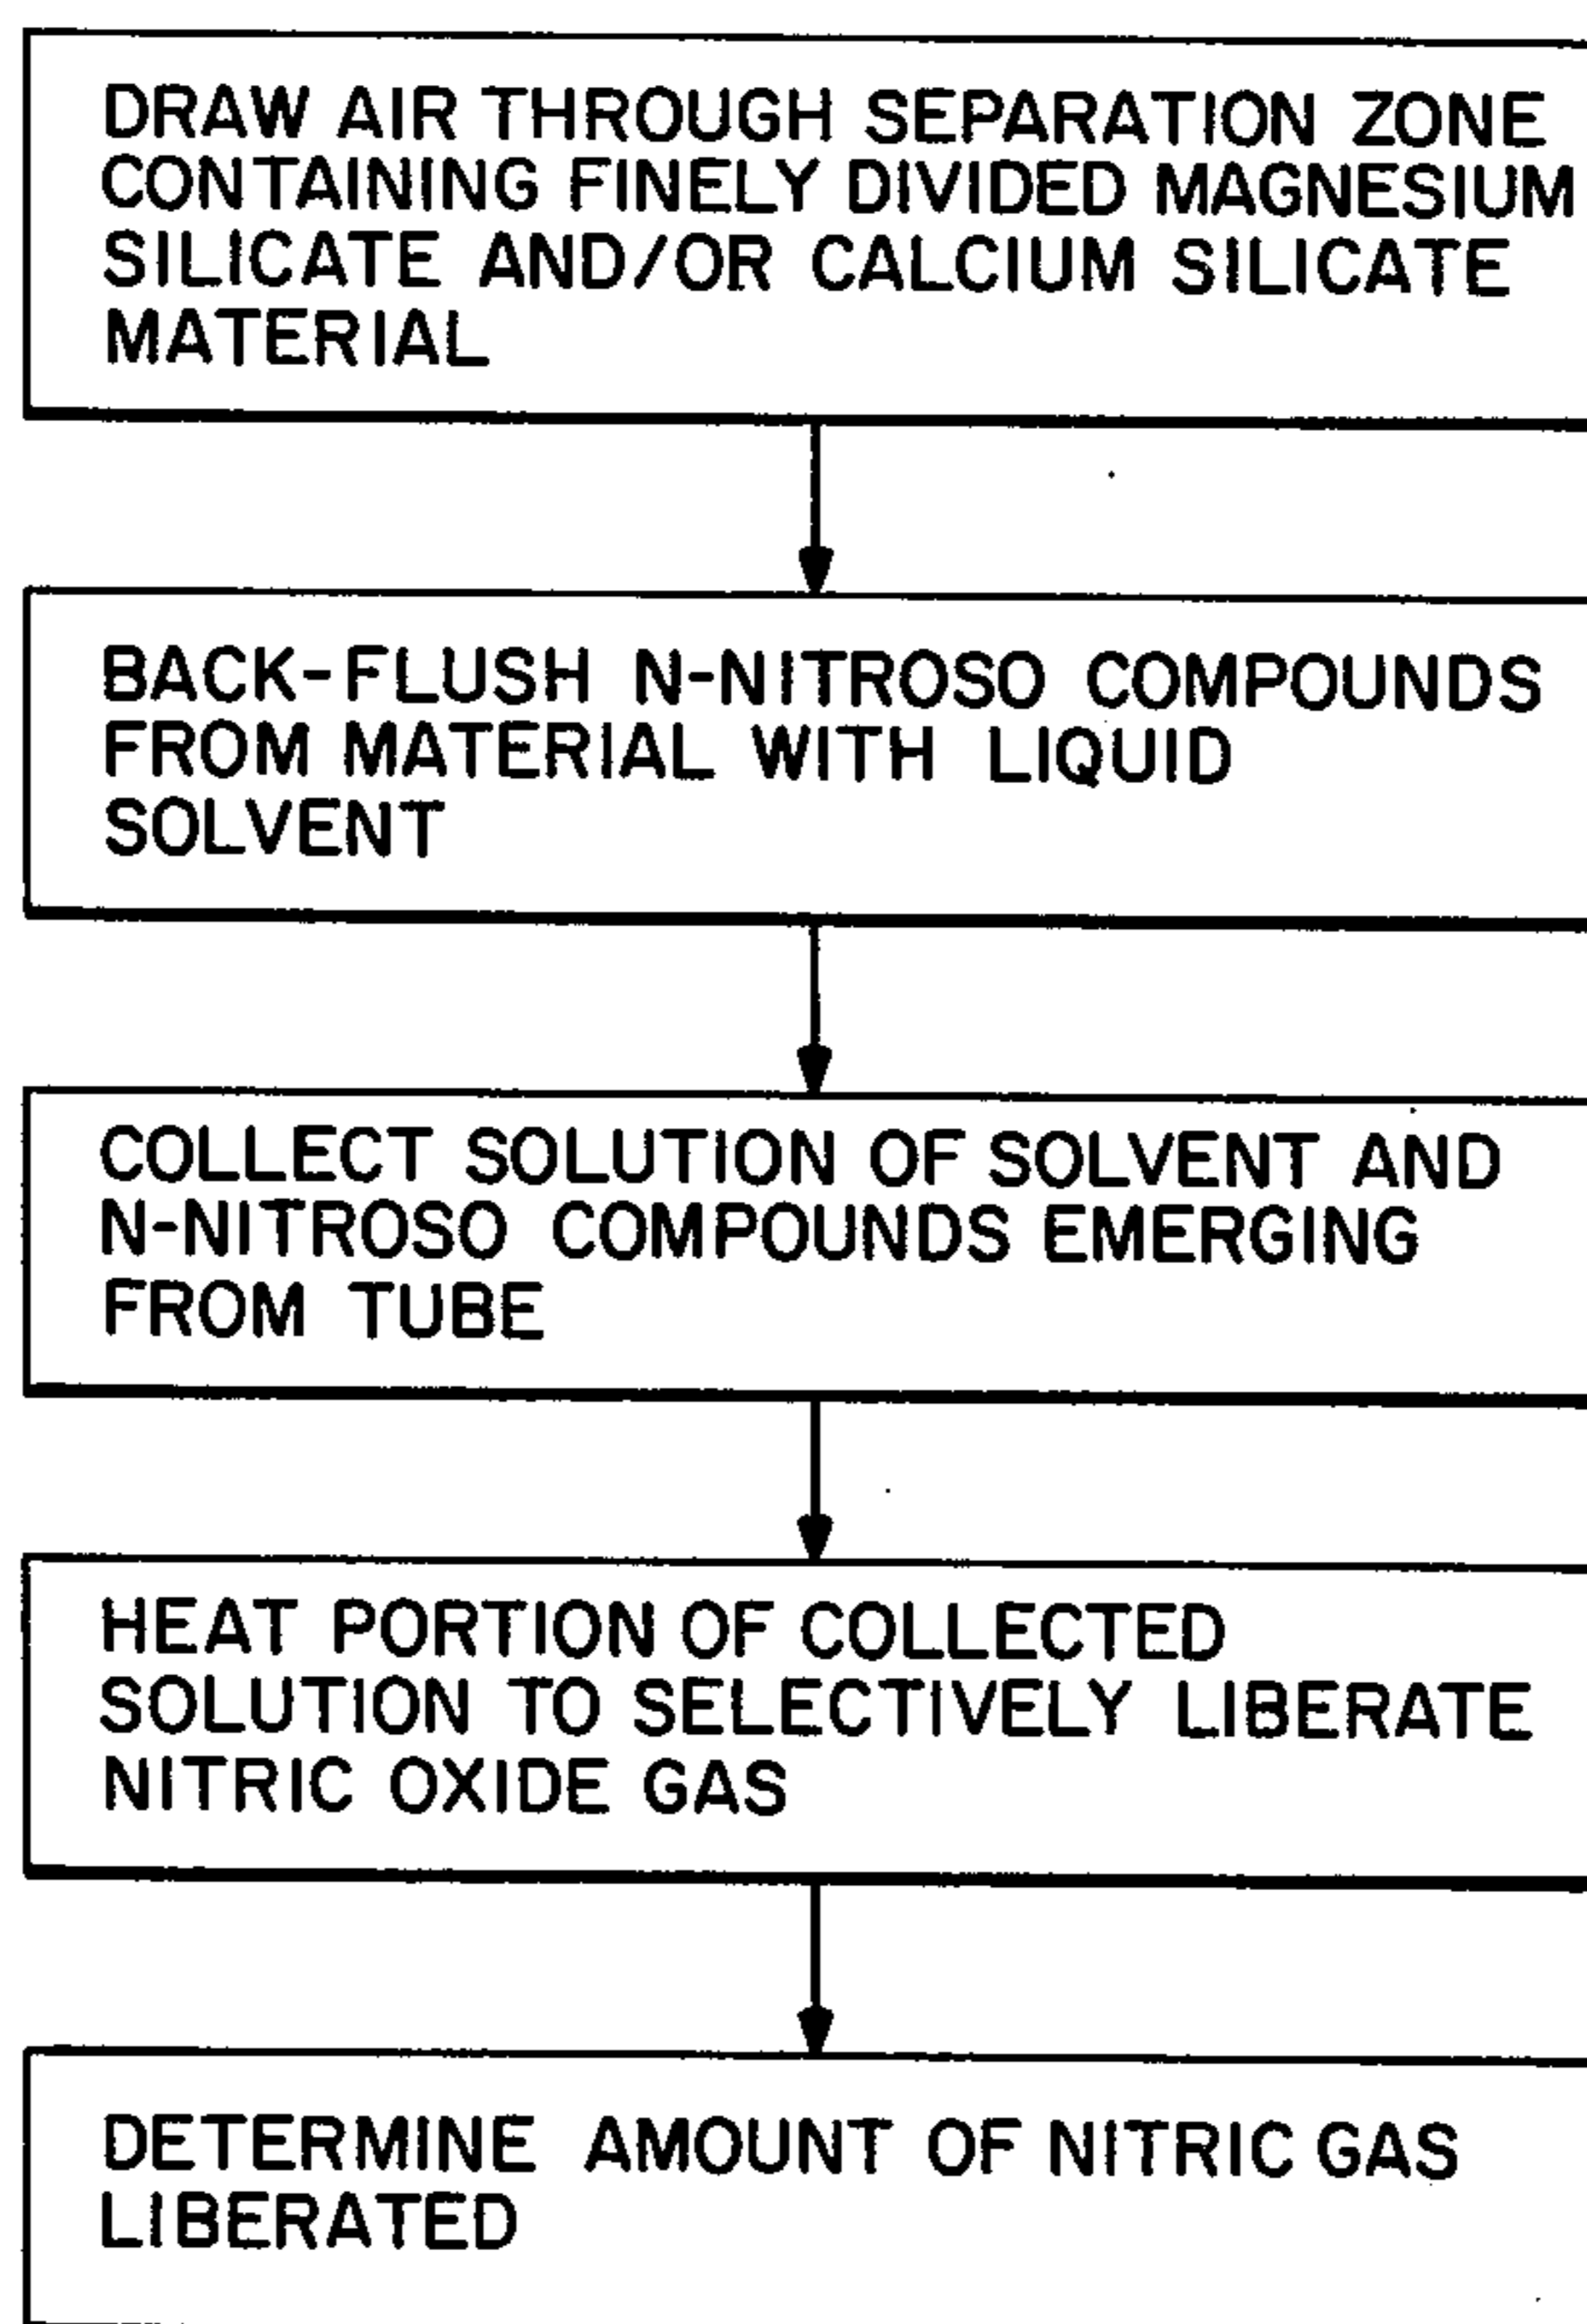 DRAW AIR THROUGH SEPARATION ZONE
CONTAINING FINELY DIVIDED MAGNESIUM
SILICATE AND/OR CALCIUM SILICATE
MATERIAL
BACK-FLUSH N-NITROSO COMPOUNDS
FROM MATERIAL WITH LIQUID
SOLVENT
COLLECT SOLUTION OF SOLVENT AND
N-NITROSO COMPOUNDS EMERGING
FROM TUBE
HEAT PORTION OF COLLECTED
SOLUTION TO SELECTIVELY LIBERATE
NITRIC OXIDE GAS
DETERMINE AMOUNT OF NITRIC GAS
LIBERATED